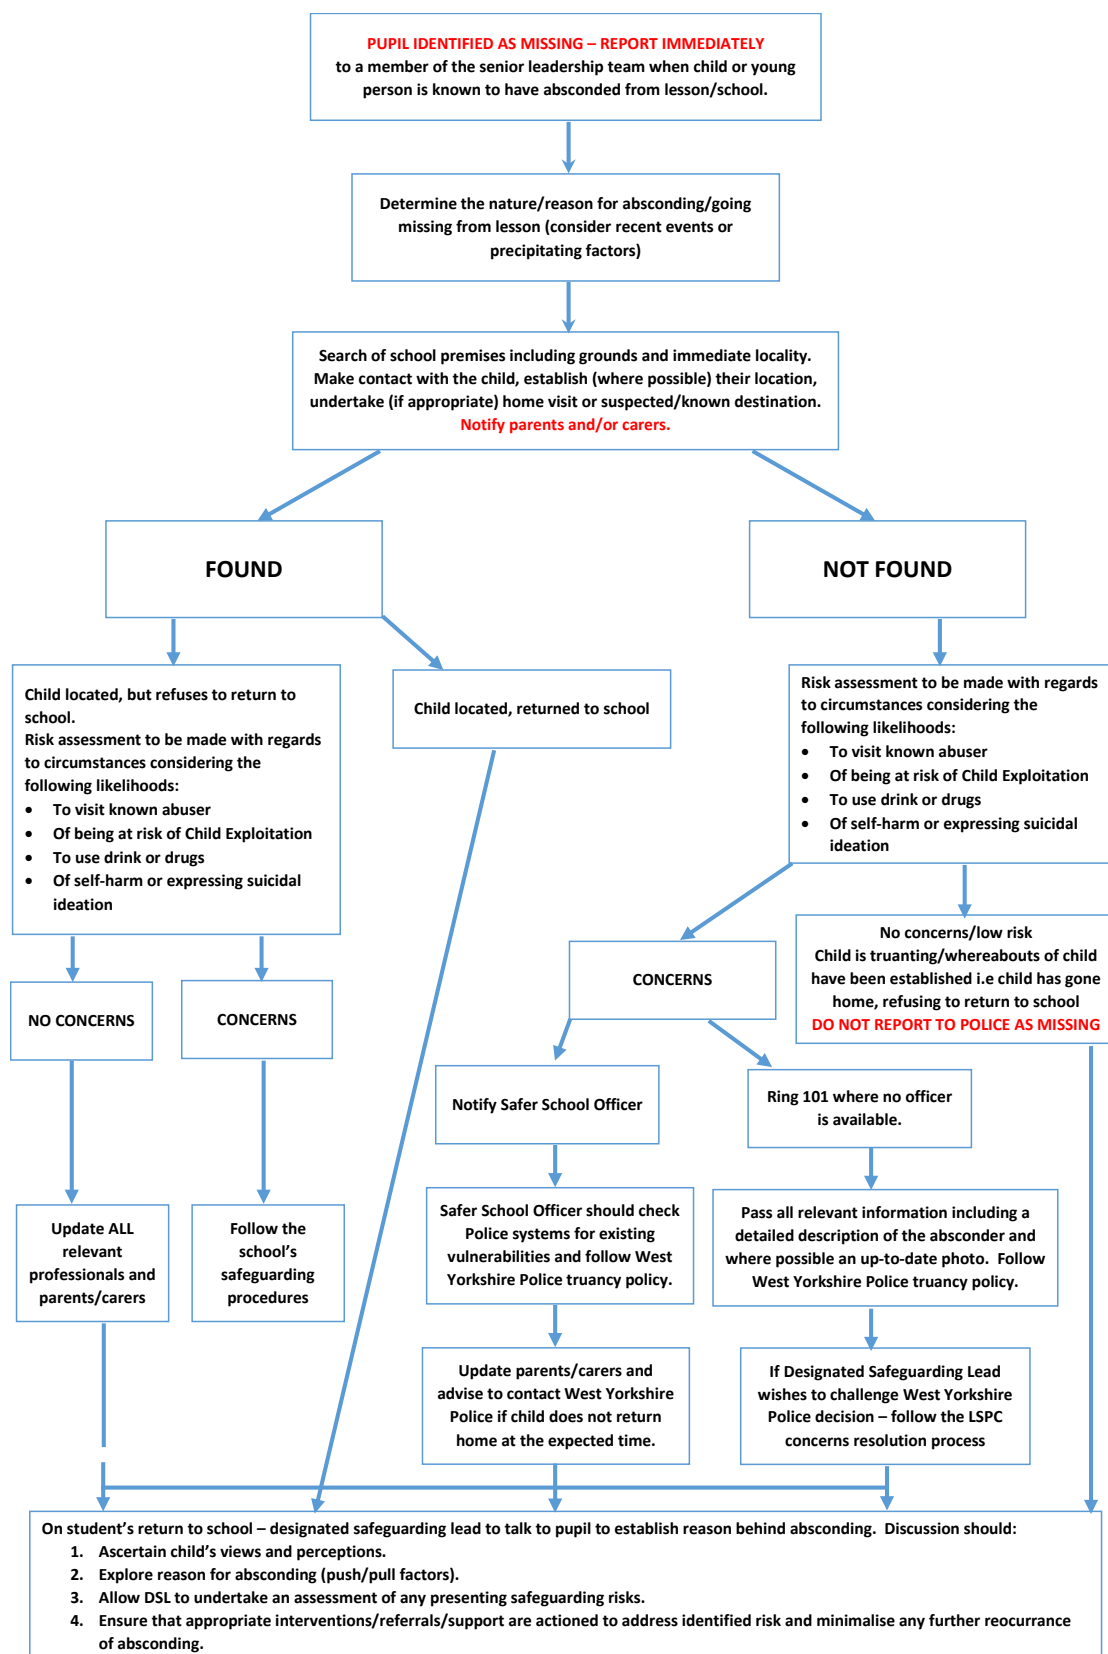 PUPIL IDENTIFIED AS MISSING – REPORT IMMEDIATELY
to a member of the senior leadership team when child or young
person is known to have absconded from lesson/school.
Determine the nature/reason for absconding/going
missing from lesson (consider recent events or
precipitating factors)
Search of school premises including grounds and immediate locality.
Make contact with the child, establish (where possible) their location,
undertake (if appropriate) home visit or suspected/known destination.
Notify parents and/or carers.
FOUND
NOT FOUND
Child located, but refuses to return to
school.
Risk assessment to be made with regards
to circumstances considering the
following likelihoods:
• To visit known abuser
• Of being at risk of Child Exploitation
• To use drink or drugs
• Of self-harm or expressing suicidal
ideation
Child located, returned to school
Risk assessment to be made with regards
to circumstances considering the
following likelihoods:
• To visit known abuser
• Of being at risk of Child Exploitation
• To use drink or drugs
• Of self-harm or expressing suicidal
ideation
NO CONCERNS
CONCERNS
CONCERNS
No concerns/low risk
Child is truanting/whereabouts of child
have been established i.e child has gone
home, refusing to return to school
DO NOT REPORT TO POLICE AS MISSING
Notify Safer School Officer
Ring 101 where no officer
is available.
Update ALL
relevant
professionals and
parents/carers
Follow the
school's
safeguarding
procedures
Safer School Officer should check
Police systems for existing
vulnerabilities and follow West
Yorkshire Police truancy policy.
Pass all relevant information including a
detailed description of the absconder and
where possible an up-to-date photo.  Follow
West Yorkshire Police truancy policy.
Update parents/carers and
advise to contact West Yorkshire
Police if child does not return
home at the expected time.
If Designated Safeguarding Lead
wishes to challenge West Yorkshire
Police decision – follow the LSPC
concerns resolution process
On student's return to school – designated safeguarding lead to talk to pupil to establish reason behind absconding.  Discussion should:
1. Ascertain child's views and perceptions.
2. Explore reason for absconding (push/pull factors).
3. Allow DSL to undertake an assessment of any presenting safeguarding risks.
4. Ensure that appropriate interventions/referrals/support are actioned to address identified risk and minimalise any further reocurrance
of absconding.